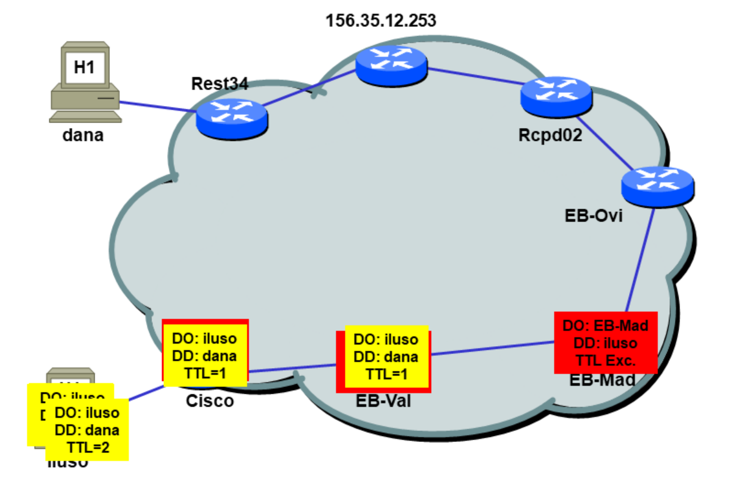 156.35.12.253
H1
Rest34
dana
Rcpd02
EB-Ovi
DO: EB-Mad
DD: iluso
TTL Exc.
EB-Mad
DO: iluso
DD: dana
TTL=1
EB-Val
DO: iluso
DD: dana
TTL=1
Cisco
DO: iluso
DO: iluso
DD: dana
TTL=2
iluso